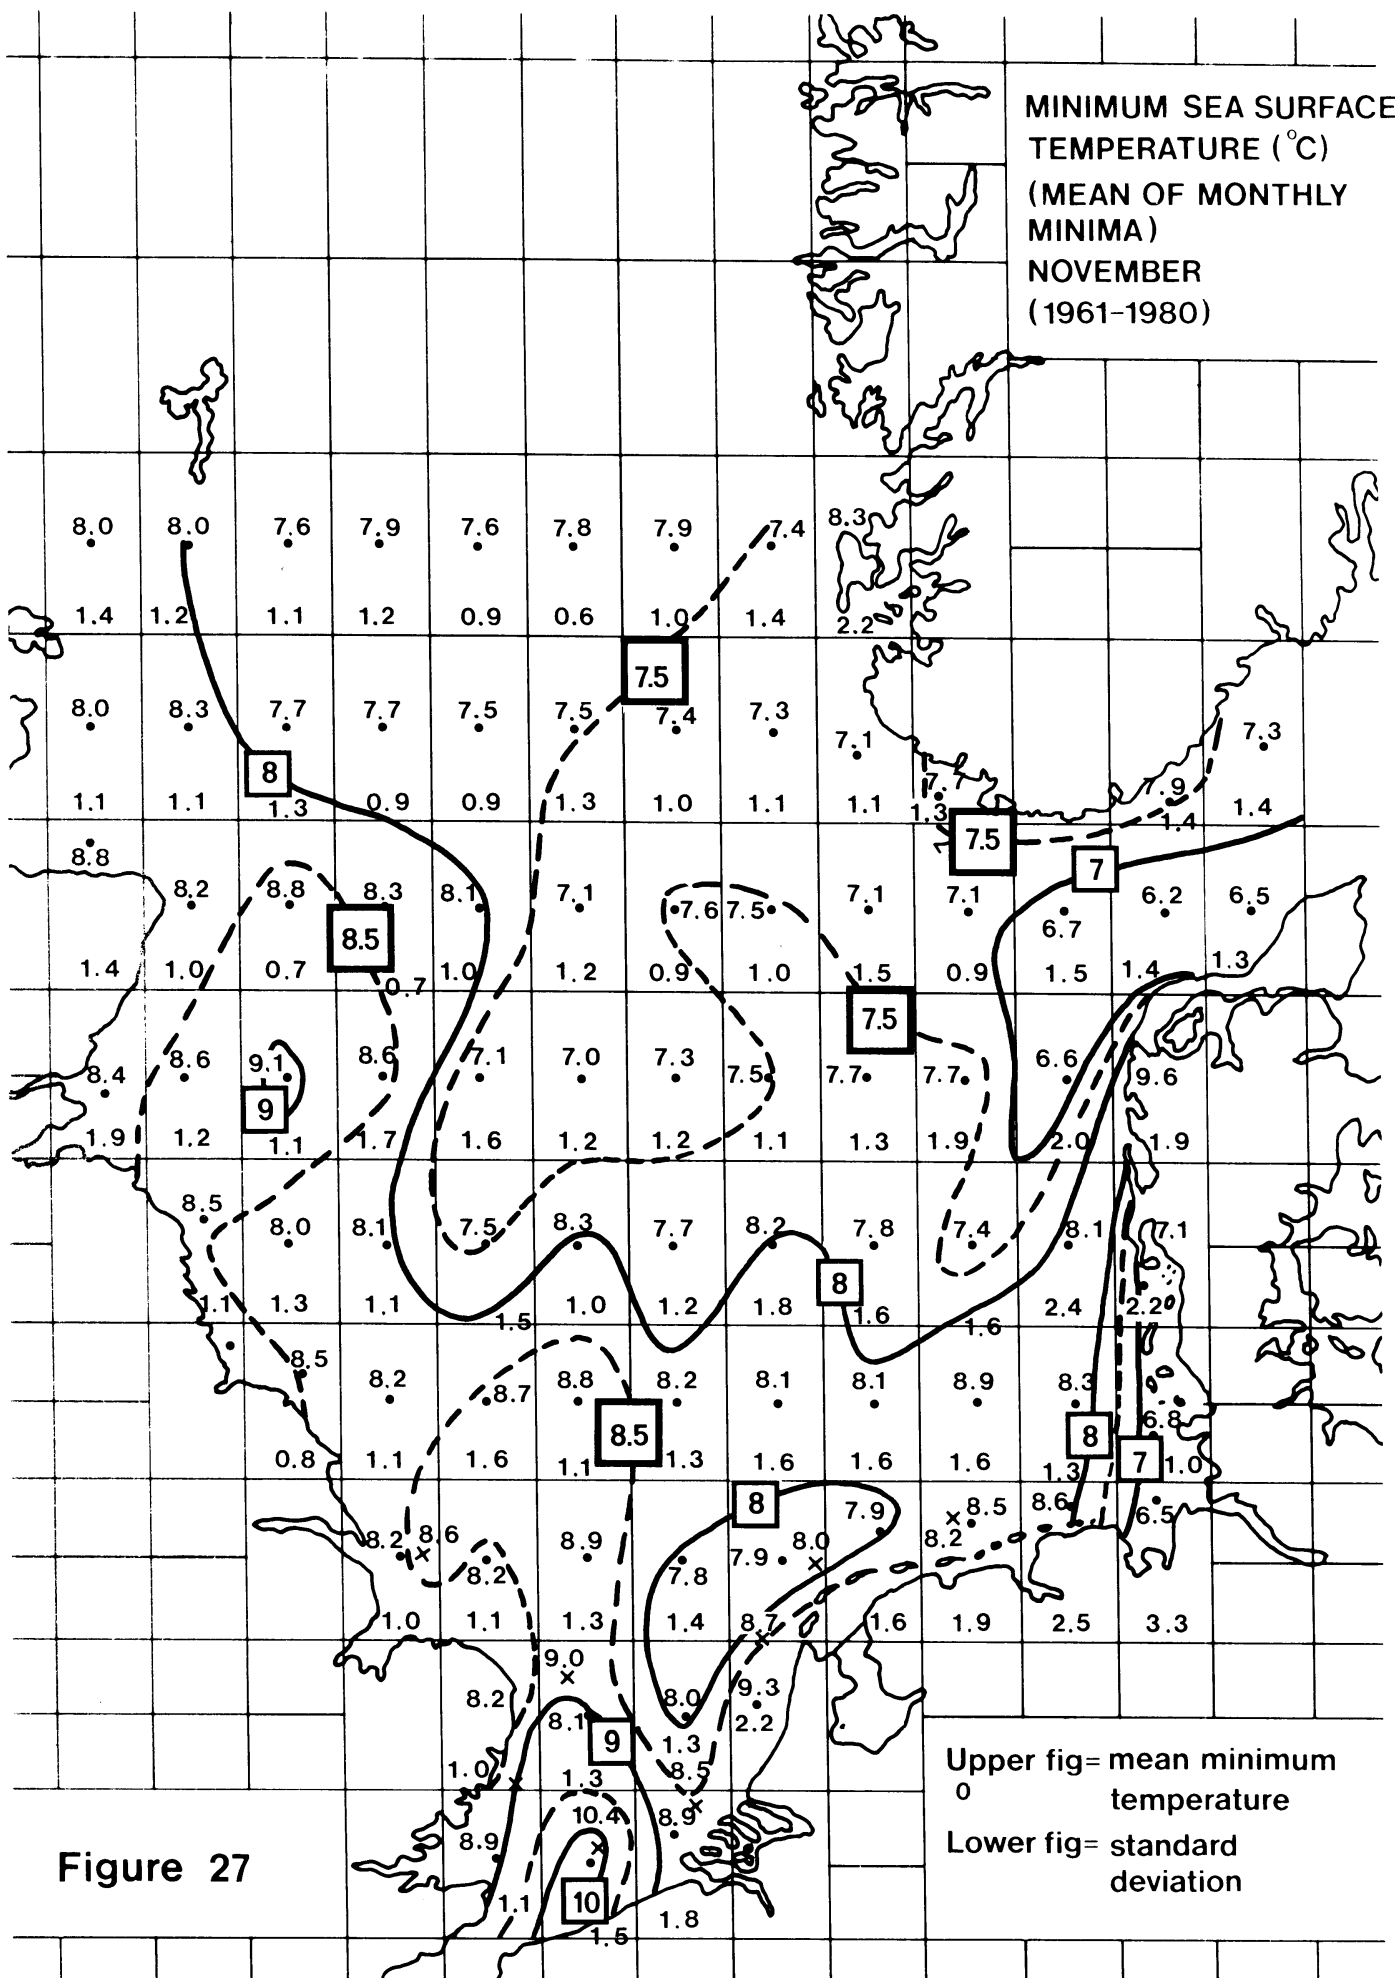 MINIMUM SEA SURFACE
TEMPERATURE (°C)
(MEAN OF MONTHLY
MINIMA)
NOVEMBER
(1961-1980)
8.0 8.0 7.6 7.9 7.6 7.8 7.9 7.4 8.3
1.4 1.2 1.1 1.2 0.9 0.6 1.0 1.4 2.2
7.5
8.0 8.3 7.7 7.7 7.5 7.5 7.4 7.3 7.1 7.3
8
7. 7.9
1.1 1.1 1.3 0.9 0.9 1.3 1.0 1.1 1.1 1.3 1.4 1.4
7.5
7
8.8
8.2 8.8 8.3 8.1 7.1 7.6 7.5 7.1 7.1 6.7 6.2 6.5
8.5
1.4 1.0 0.7 0.7 1.0 1.2 0.9 1.0 1.5 0.9 1.5 1.4 1.3
7.5
8.4 8.6 9.1 8.6 7.1 7.0 7.3 7.5 7.7 7.7 6.6 9.6
9
1.9 1.2 1.1 1.7 1.6 1.2 1.2 1.1 1.3 1.9 2.0 1.9
8.5 8.0 8.1 7.5 8.3 7.7 8.2 7.8 7.4 8.1 7.1
8
1.1 1.3 1.1 1.5 1.0 1.2 1.8 1.6 1.6 2.4 2.2
8.5 8.2 8.7 8.8 8.2 8.1 8.1 8.9 8.3 6.8
8.5
8
7
0.8 1.1 1.6 1.1 1.3 1.6 1.6 1.6 1.3 1.0
8
8.2 8.6 8.2 8.9 7.8 7.9 8.0 7.9 8.2 8.5 8.6 6.5
1.0 1.1 1.3 1.4 8.7 1.6 1.9 2.5 3.3
9.0
8.2 8.1 8.0 9.3
2.2
9
1.0 1.3 1.3
8.5
8.9 10.4 8.9
10
1.1 1.5 1.8
Upper fig= mean minimum
0 temperature
Lower fig= standard
deviation
Figure 27